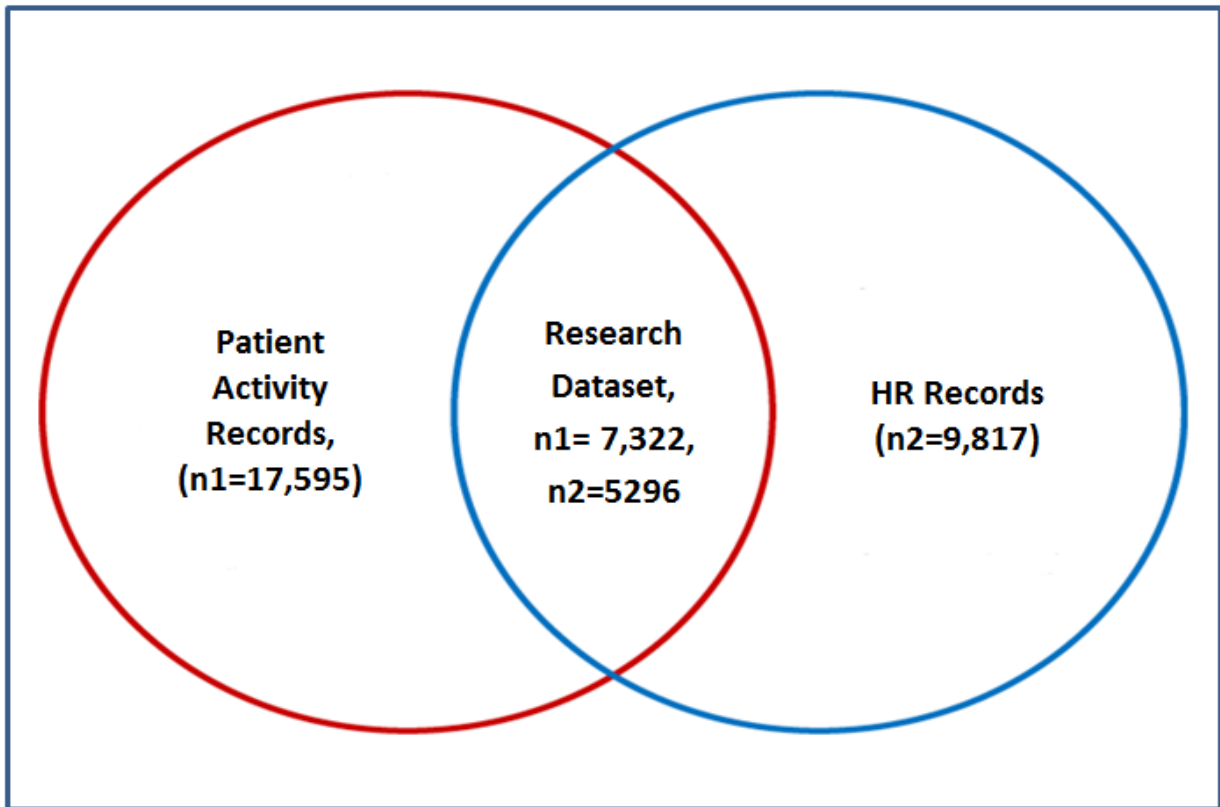 Patient
Activity
Records,
(n1=17,595)
Research
Dataset,
n1= 7,322,
n2=5296
HR Records
(n2=9,817)